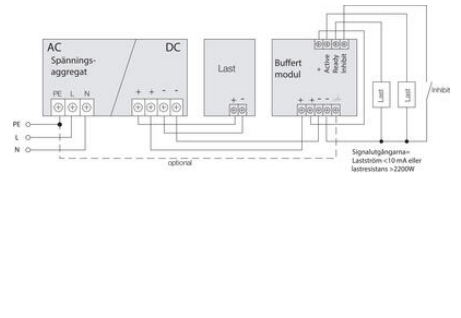 AC DC
Spännings-
aggregat
PE L N
+ + - -
Last
+ -
Buffert
modul
+
Active
Ready
Inhibit
+ + - -
Last
Last
Inhibit
PE
L
N
optional
Signalutgångarna=
Lastström <10 mA eller
lastresistans >2200W